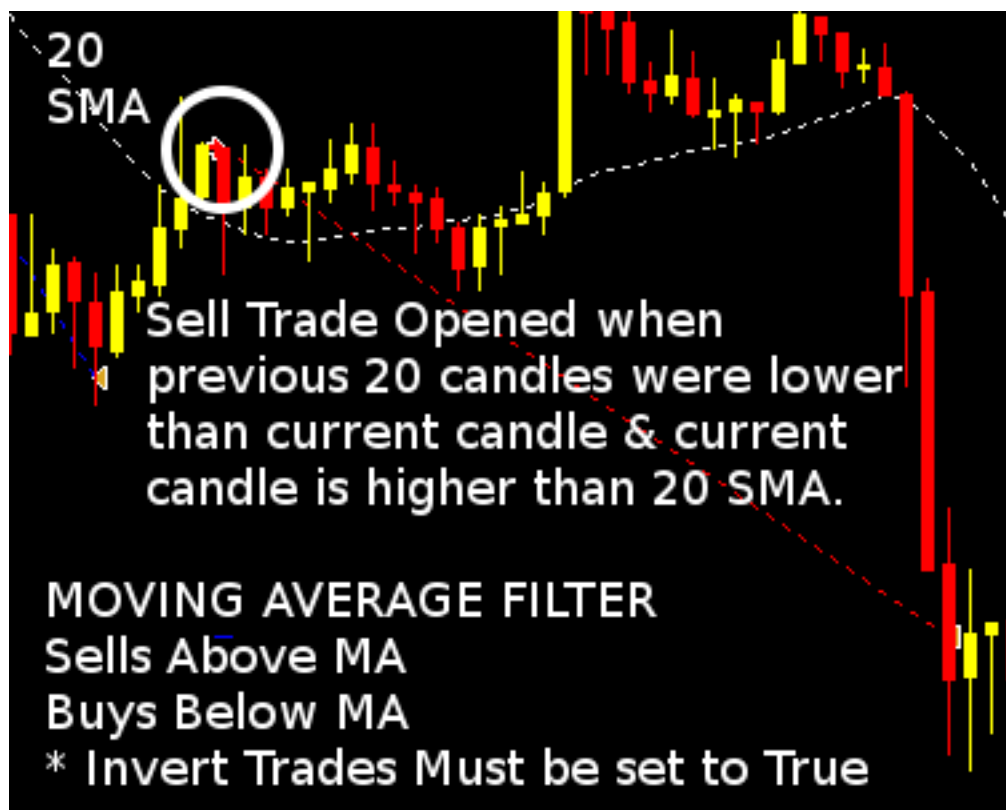 20
SMA
Sell Trade Opened when
previous 20 candles were lower
than current candle & current
candle is higher than 20 SMA.
MOVING AVERAGE FILTER
Sells Above MA
Buys Below MA
* Invert Trades Must be set to True